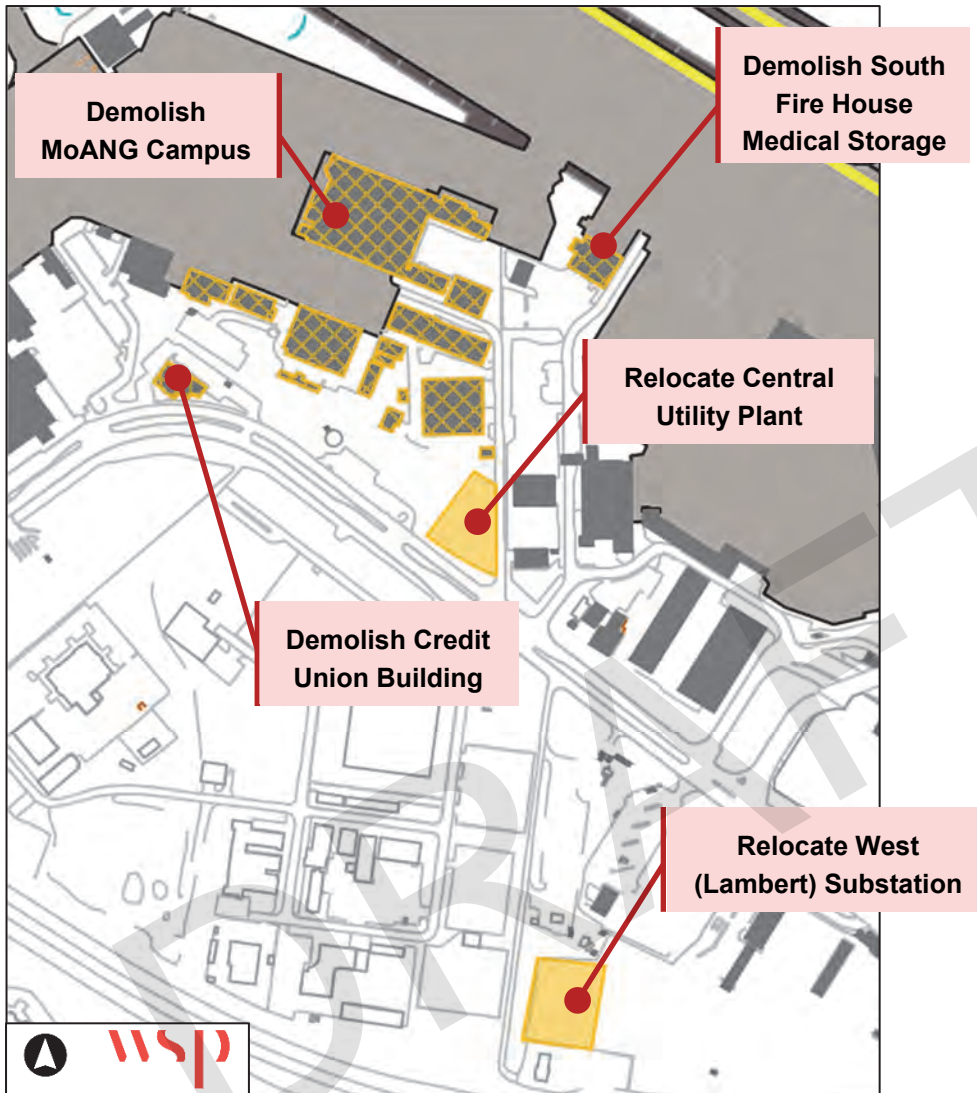 Demolish
MoANG Campus
Demolish South
Fire House
Medical Storage
Relocate Central
Utility Plant
Demolish Credit
Union Building
Relocate West
(Lambert) Substation
DRAFT
wsp